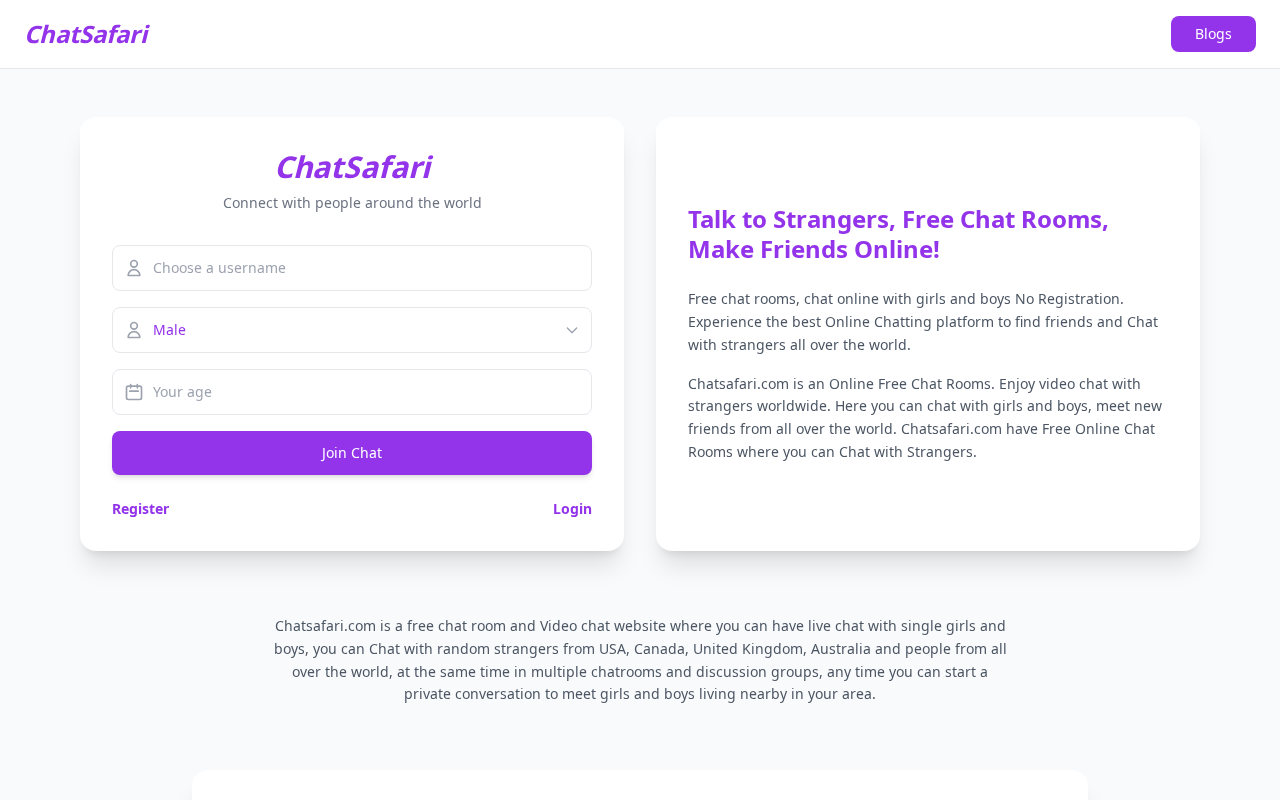 ChatSafari
Blogs
ChatSafari
Connect with people around the world
Choose a username
Male
Your age
Join Chat
Register
Login
Talk to Strangers, Free Chat Rooms,
Make Friends Online!
Free chat rooms, chat online with girls and boys No Registration.
Experience the best Online Chatting platform to find friends and Chat
with strangers all over the world.
Chatsafari.com is an Online Free Chat Rooms. Enjoy video chat with
strangers worldwide. Here you can chat with girls and boys, meet new
friends from all over the world. Chatsafari.com have Free Online Chat
Rooms where you can Chat with Strangers.
Chatsafari.com is a free chat room and Video chat website where you can have live chat with single girls and
boys, you can Chat with random strangers from USA, Canada, United Kingdom, Australia and people from all
over the world, at the same time in multiple chatrooms and discussion groups, any time you can start a
private conversation to meet girls and boys living nearby in your area.